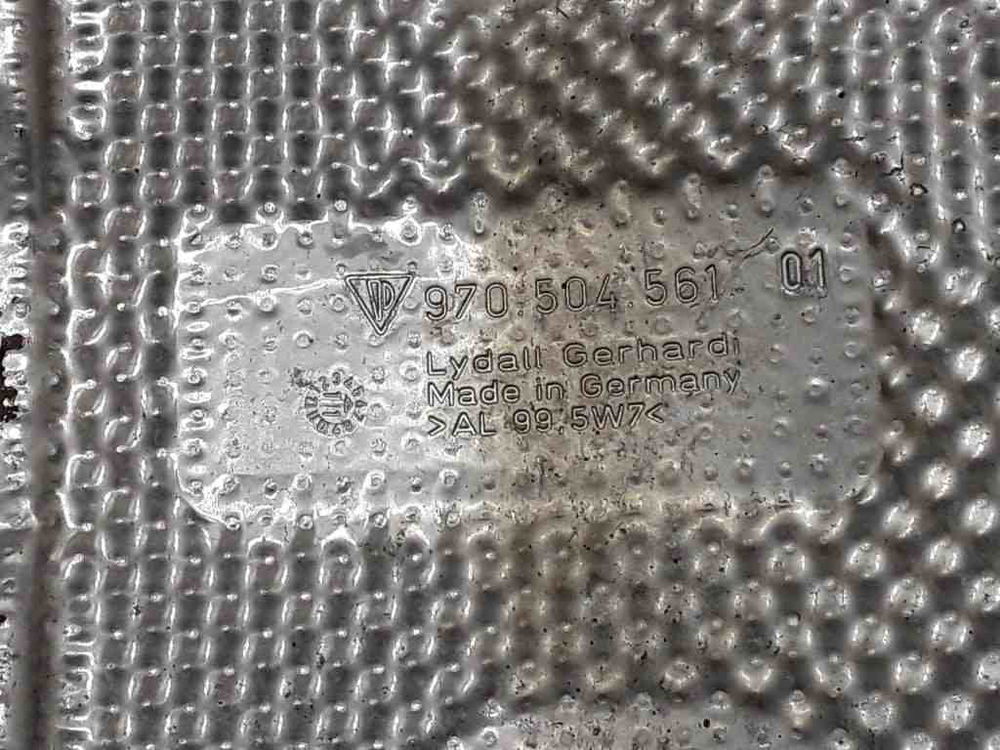 970.504.561 01
Lydall Gerhardi
Made in Germany
>AL 99.5W7<